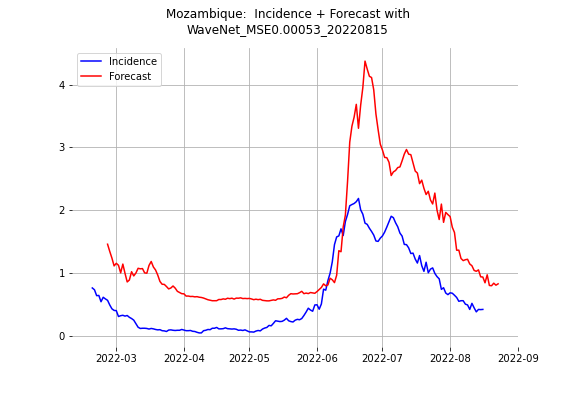 Mozambique:  Incidence + Forecast with
WaveNet_MSE0.00053_20220815
Incidence
Forecast
4
3
2
1
0
2022-03 2022-04 2022-05 2022-06 2022-07 2022-08 2022-09